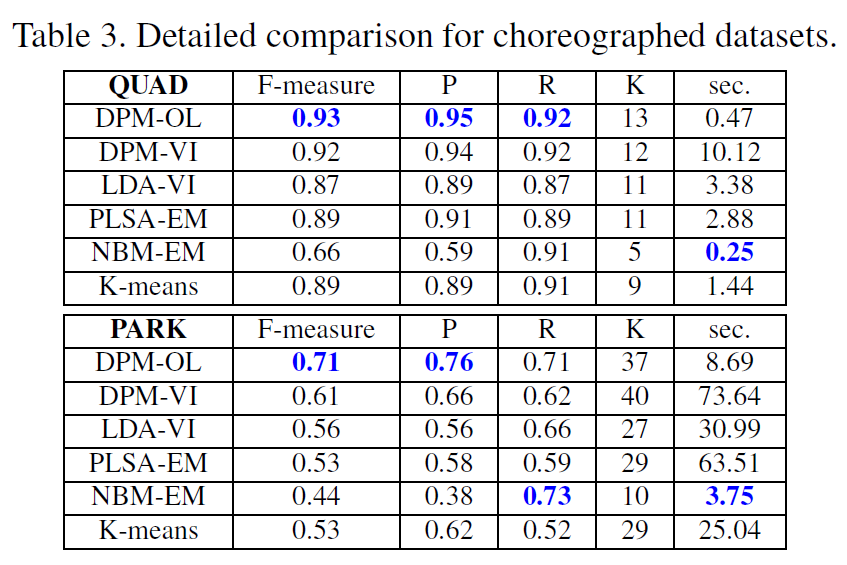 Table 3. Detailed comparison for choreographed datasets.
QUAD F-measure P R K sec.
DPM-OL 0.93 0.95 0.92 13 0.47
DPM-VI 0.92 0.94 0.92 12 10.12
LDA-VI 0.87 0.89 0.87 11 3.38
PLSA-EM 0.89 0.91 0.89 11 2.88
NBM-EM 0.66 0.59 0.91 5 0.25
K-means 0.89 0.89 0.91 9 1.44
PARK F-measure P R K sec.
DPM-OL 0.71 0.76 0.71 37 8.69
DPM-VI 0.61 0.66 0.62 40 73.64
LDA-VI 0.56 0.56 0.66 27 30.99
PLSA-EM 0.53 0.58 0.59 29 63.51
NBM-EM 0.44 0.38 0.73 10 3.75
K-means 0.53 0.62 0.52 29 25.04